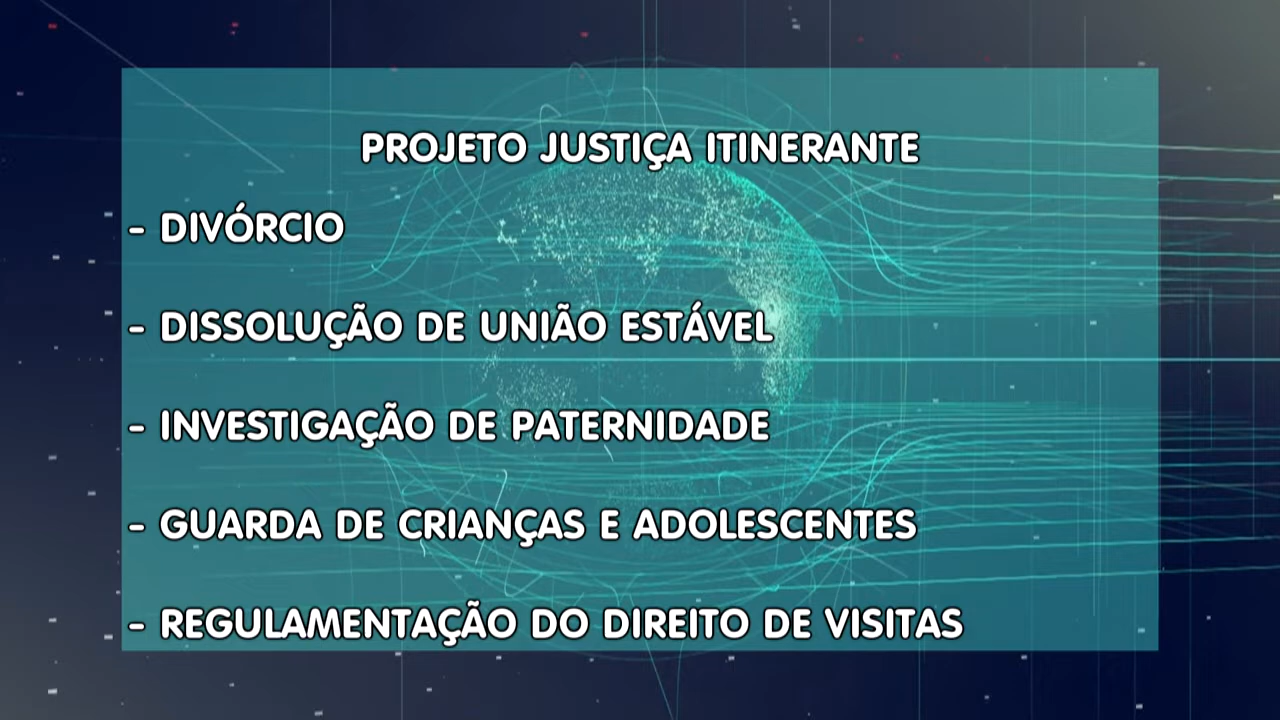 PROJETO JUSTIÇA ITINERANTE
- DIVÓRCIO
- DISSOLUÇÃO DE UNIÃO ESTÁVEL
- INVESTIGAÇÃO DE PATERNIDADE
- GUARDA DE CRIANÇAS E ADOLESCENTES
- REGULAMENTAÇÃO DO DIREITO DE VISITAS